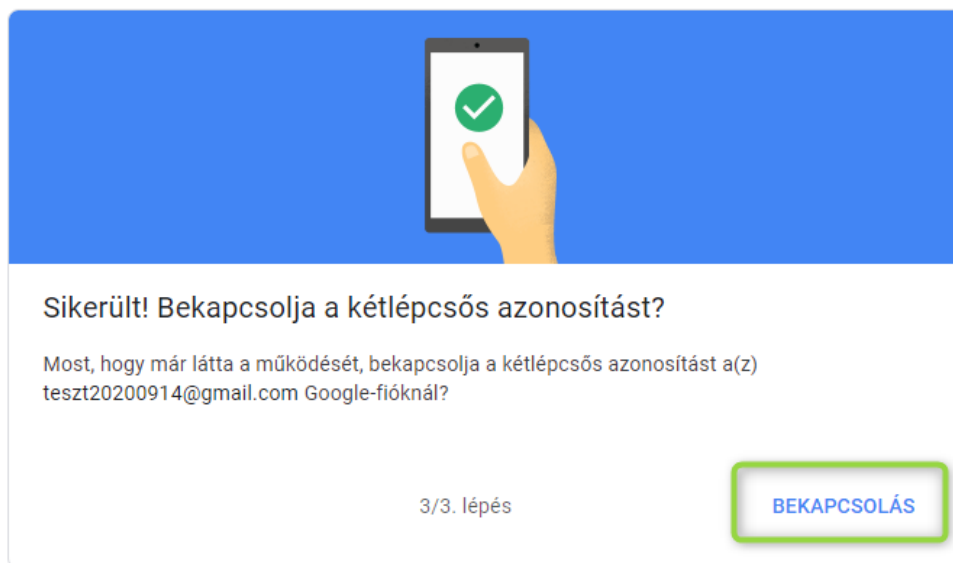 Sikerült! Bekapcsolja a kétlépcsős azonosítást?
Most, hogy már látta a működését, bekapcsolja a kétlépcsős azonosítást a(z)
teszt20200914@gmail.com Google-fióknál?
3/3. lépés
BEKAPCSOLÁS